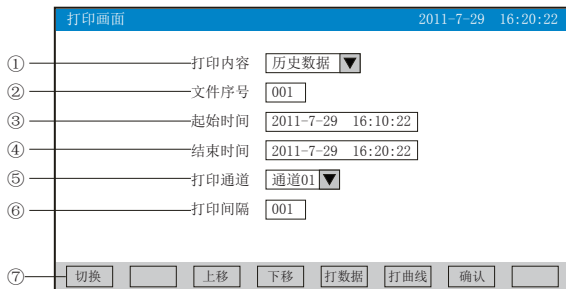 打印画面 2011-7-29 16:20:22
① 打印内容 历史数据 ▼
② 文件序号 001
③ 起始时间 2011-7-29 16:10:22
④ 结束时间 2011-7-29 16:20:22
⑤ 打印通道 通道01 ▼
⑥ 打印间隔 001
⑦ 切换 上移 下移 打数据 打曲线 确认